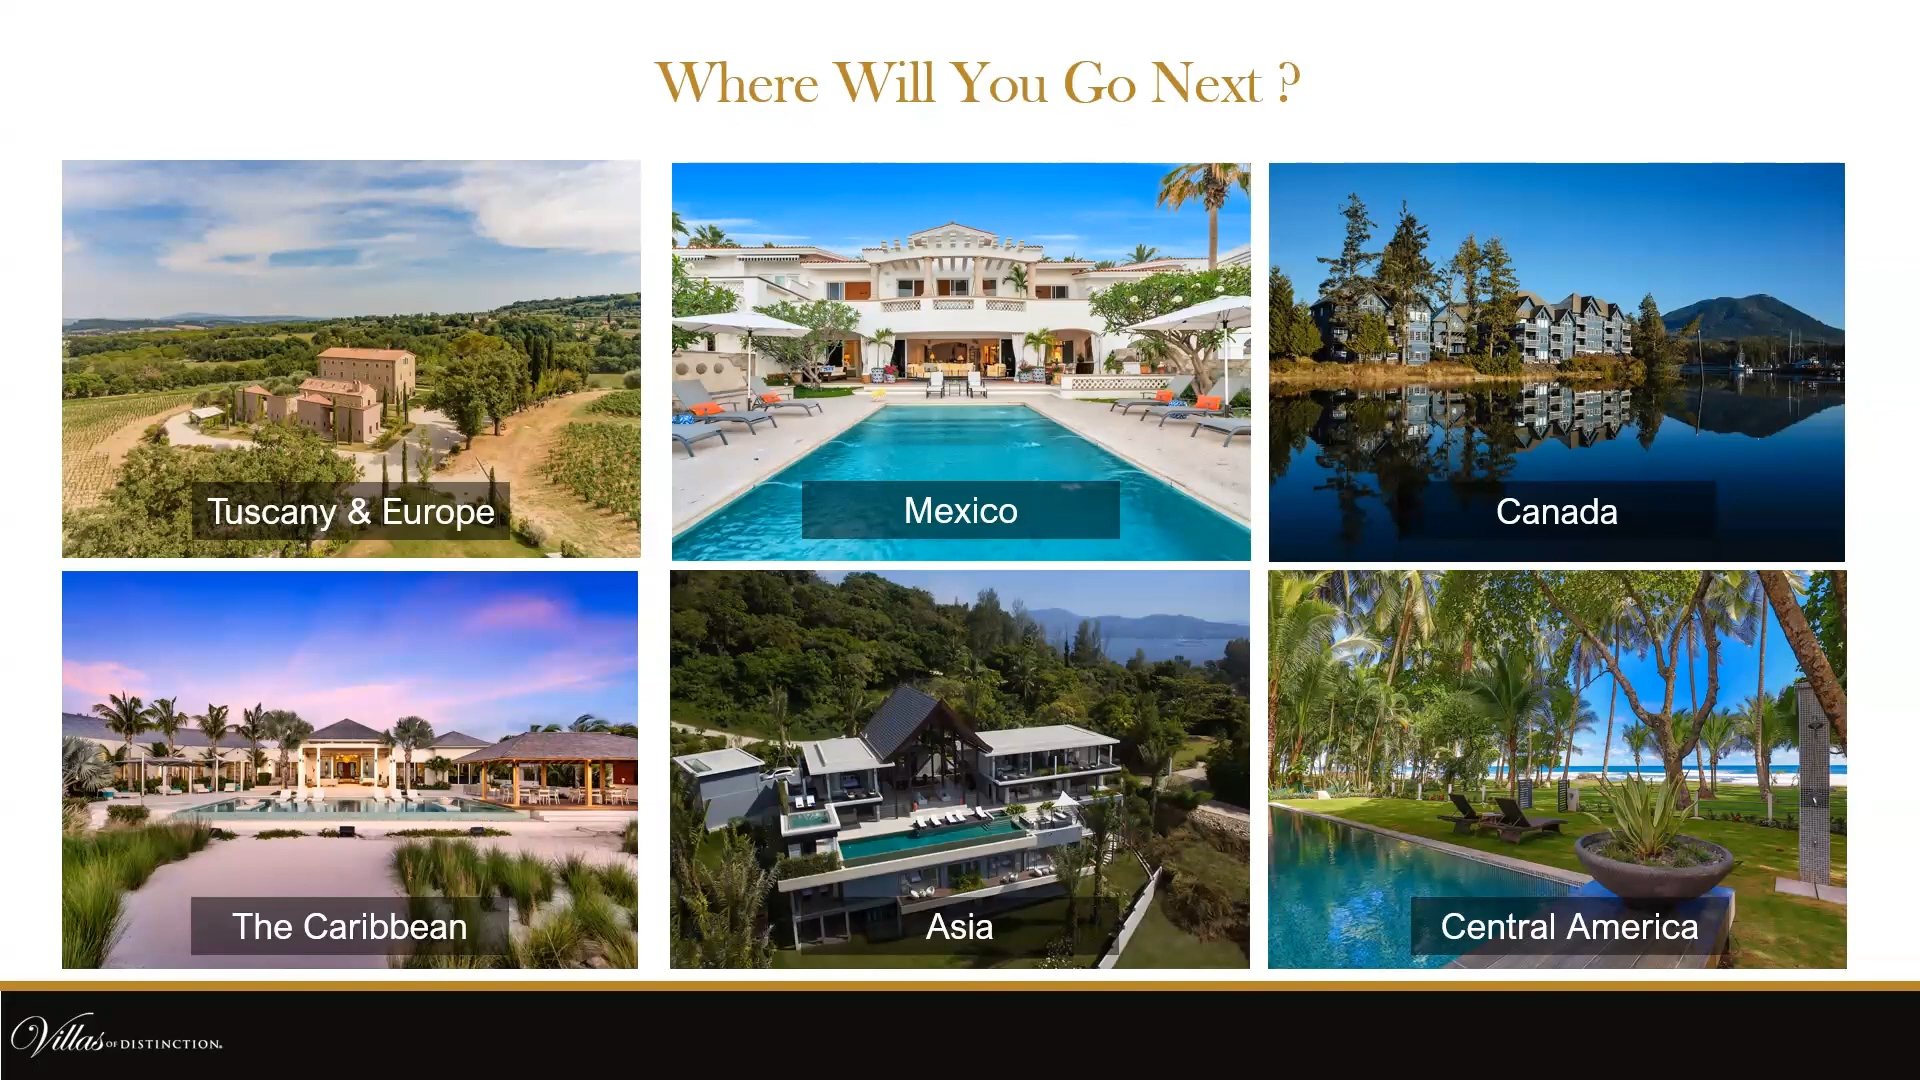 Where Will You Go Next ?
Tuscany & Europe
Mexico
Canada
The Caribbean
Asia
Central America
Villas OF DISTINCTION®